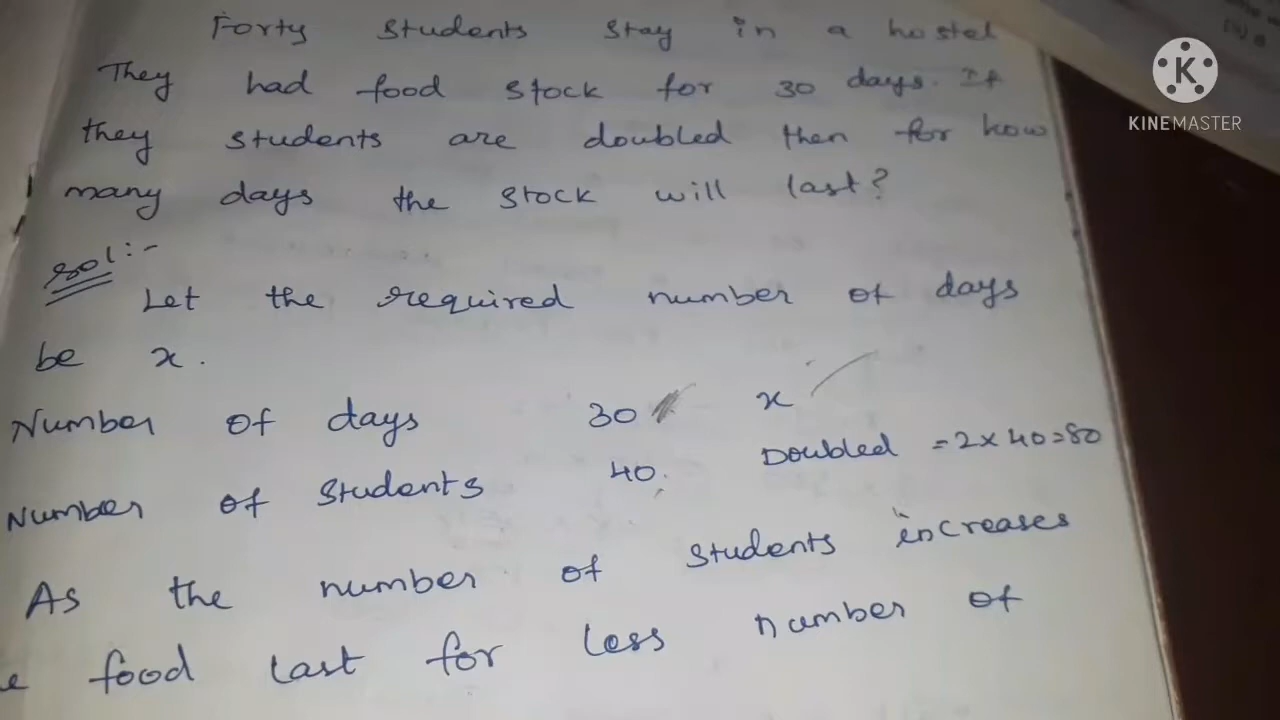 Forty students stay in a hostel
They had food stock for 30 days. If
they students are doubled then for how
many days the stock will last?
Sol:-
Let the required number of days
be x.
Number of days 30 x
Number of students 40. Doubled = 2 x 40 = 80
As the number of students increases
food last for less number of
K
KINEMASTER